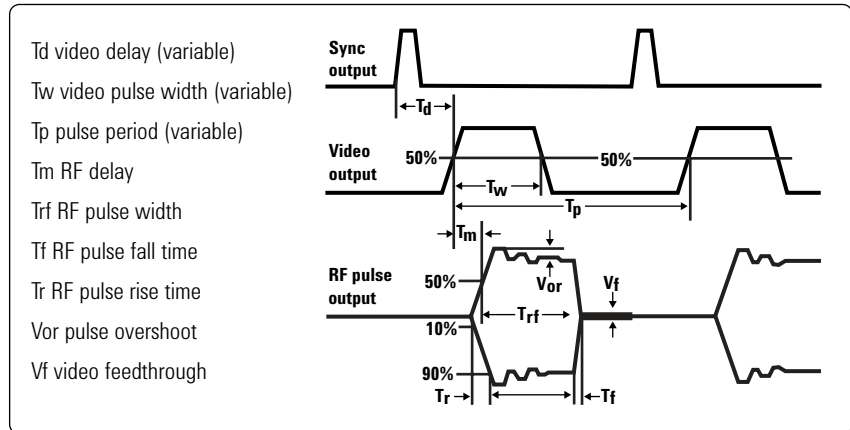 Td video delay (variable)
Tw video pulse width (variable)
Tp pulse period (variable)
Tm RF delay
Trf RF pulse width
Tf RF pulse fall time
Tr RF pulse rise time
Vor pulse overshoot
Vf video feedthrough
Sync
output
Td
Video
output
50%
50%
Tw
Tp
Tm
RF pulse
output
50%
Vor
Vf
Trf
10%
90%
Tr
Tf